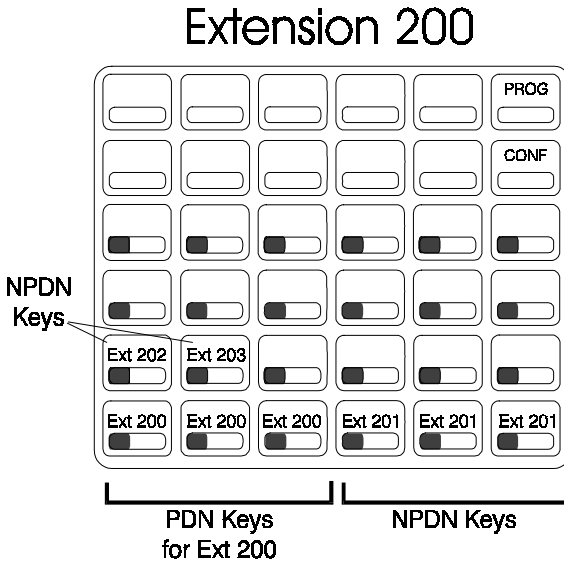 Extension 200
PROG
CONF
NPDN
Keys
Ext 202 Ext 203
Ext 200 Ext 200 Ext 200 Ext 201 Ext 201 Ext 201
PDN Keys
for Ext 200
NPDN Keys